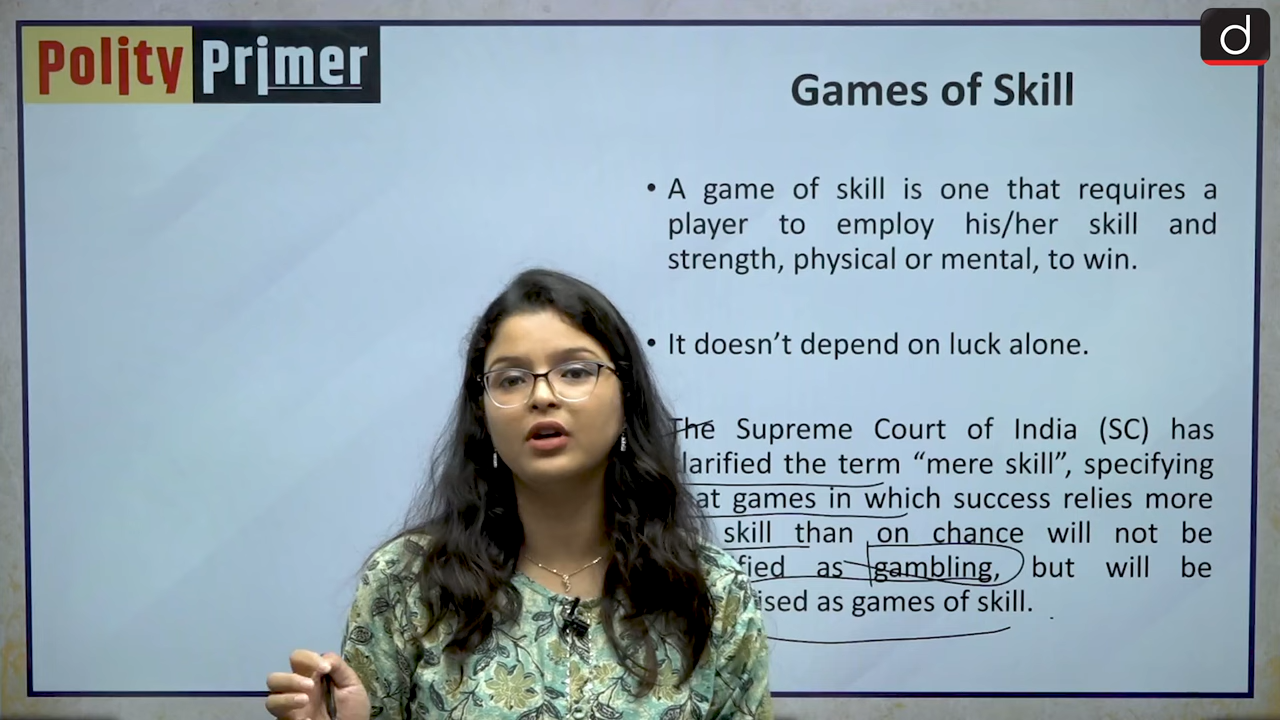 Polity Primer
d
Games of Skill
• A game of skill is one that requires a
player to employ his/her skill and
strength, physical or mental, to win.
• It doesn’t depend on luck alone.
The Supreme Court of India (SC) has
larified the term “mere skill”, specifying
at games in which success relies more
skill than on chance will not be
fied as gambling, but will be
ised as games of skill.